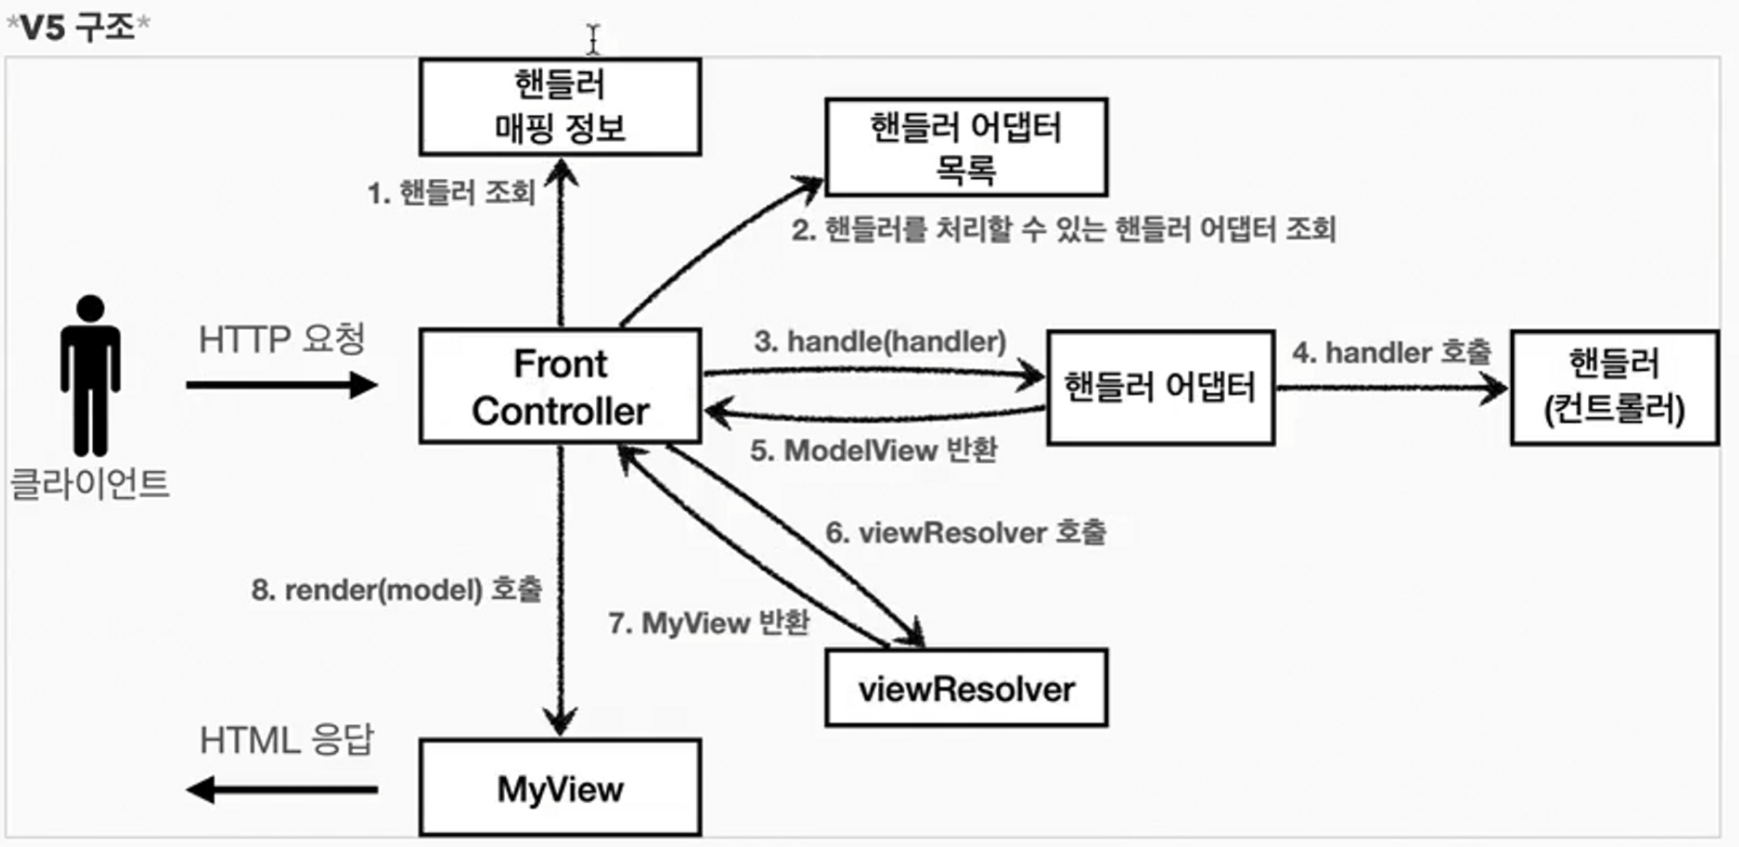 *V5 구조*
핸들러
매핑 정보
핸들러 어댑터
목록
1. 핸들러 조회
2. 핸들러를 처리할 수 있는 핸들러 어댑터 조회
HTTP 요청
클라이언트
Front
Controller
3. handle(handler)
핸들러 어댑터
4. handler 호출
핸들러
(컨트롤러)
5. ModelView 반환
6. viewResolver 호출
7. MyView 반환
8. render(model) 호출
viewResolver
HTML 응답
MyView